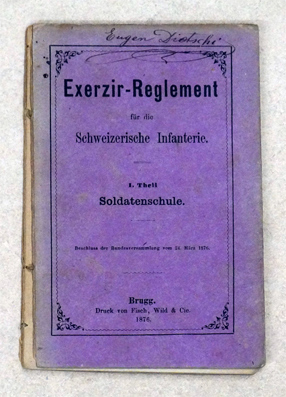 Eugen Dietschi
Exerzir-Reglement
für die
Schweizerische Infanterie.
I. Theil
Soldatenschule.
Beschluss der Bundesversammlung vom 23. März 1876.
Brugg.
Druck von Fisch, Wild & Cie.
1876.